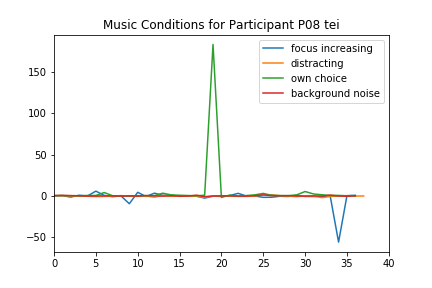 Music Conditions for Participant P08 tei
focus increasing
distracting
own choice
background noise
150
100
50
0
−50
0 5 10 15 20 25 30 35 40